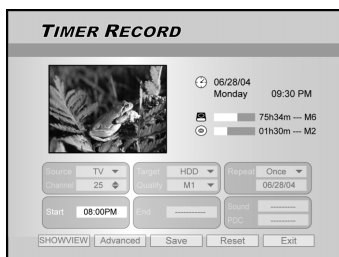 TIMER RECORD
06/28/04
Monday 09:30 PM
75h34m --- M6
01h30m --- M2
Source TV Target HDD Repeat Once
Channel 25 Quality M1 06/28/04
Start 08:00PM End ---------- Sound ----------
PDC ----------
SHOWVIEW Advanced Save Reset Exit